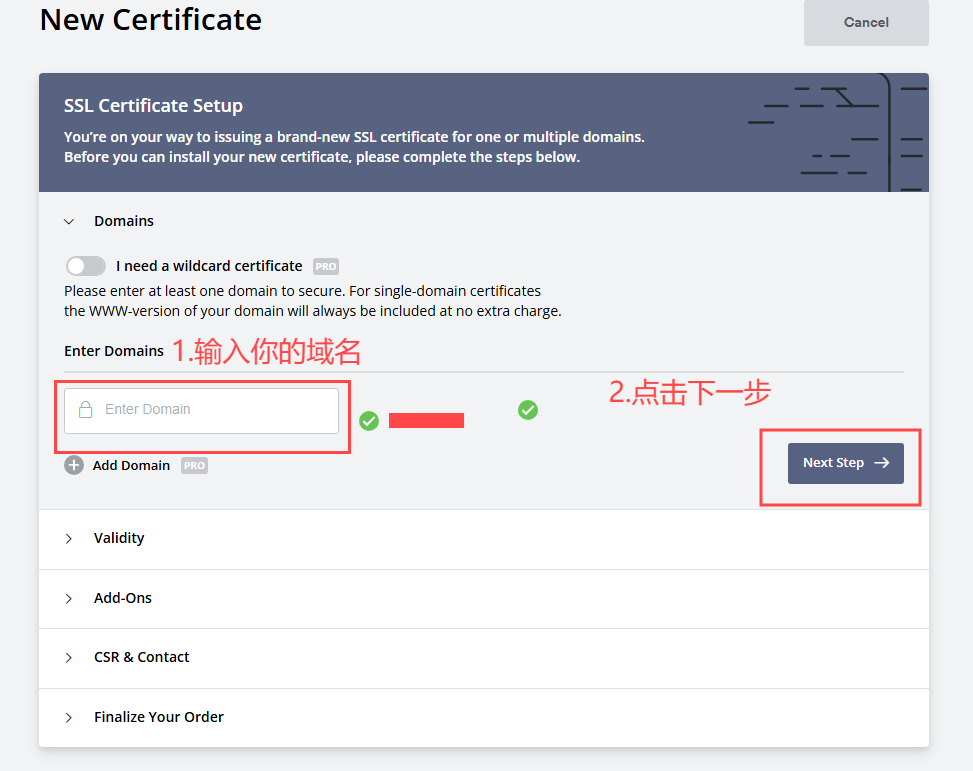 New Certificate
Cancel
SSL Certificate Setup
You’re on your way to issuing a brand-new SSL certificate for one or multiple domains.
Before you can install your new certificate, please complete the steps below.
Domains
I need a wildcard certificate PRO
Please enter at least one domain to secure. For single-domain certificates
the WWW-version of your domain will always be included at no extra charge.
Enter Domains 1.输入你的域名
2.点击下一步
Enter Domain
Add Domain PRO
Next Step
Validity
Add-Ons
CSR & Contact
Finalize Your Order